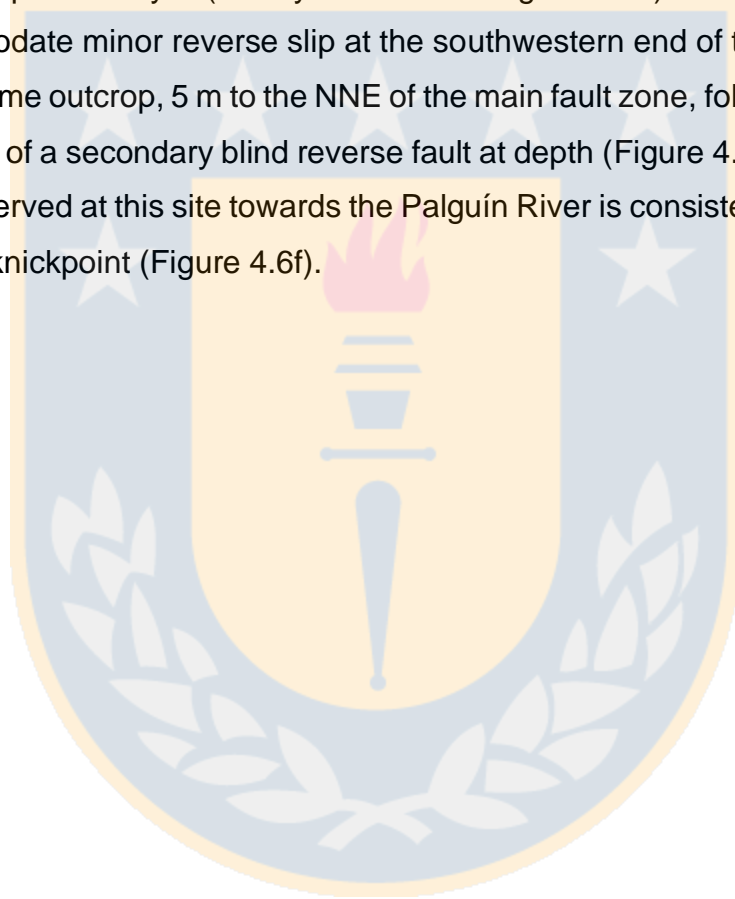 odate minor reverse slip at the southwestern end of t
me outcrop, 5 m to the NNE of the main fault zone, fol
of a secondary blind reverse fault at depth (Figure 4.
erved at this site towards the Palguín River is consiste
knickpoint (Figure 4.6f).